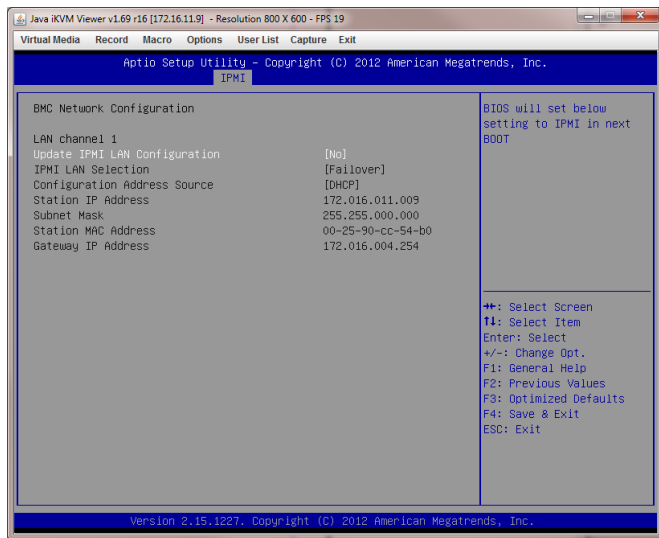 Java iKVM Viewer v1.69 r16 [172.16.11.9] - Resolution 800 X 600 - FPS 19
Virtual Media Record Macro Options User List Capture Exit
Aptio Setup Utility – Copyright (C) 2012 American Megatrends, Inc.
IPMI
BMC Network Configuration
LAN channel 1
Update IPMI LAN Configuration [No]
IPMI LAN Selection [Failover]
Configuration Address Source [DHCP]
Station IP Address 172.016.011.009
Subnet Mask 255.255.000.000
Station MAC Address 00-25-90-cc-54-b0
Gateway IP Address 172.016.004.254
BIOS will set below
setting to IPMI in next
BOOT
→←: Select Screen
↑↓: Select Item
Enter: Select
+/-: Change Opt.
F1: General Help
F2: Previous Values
F3: Optimized Defaults
F4: Save & Exit
ESC: Exit
Version 2.15.1227. Copyright (C) 2012 American Megatrends, Inc.